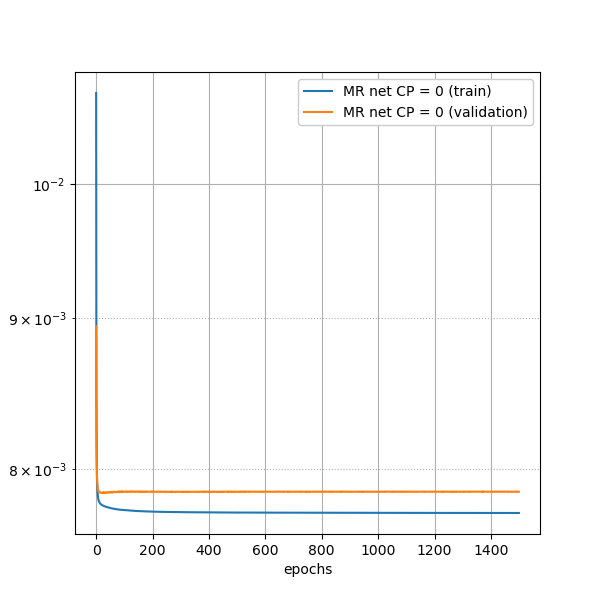 MR net CP = 0 (train)
MR net CP = 0 (validation)
10⁻²
9 × 10⁻³
8 × 10⁻³
0 200 400 600 800 1000 1200 1400
epochs